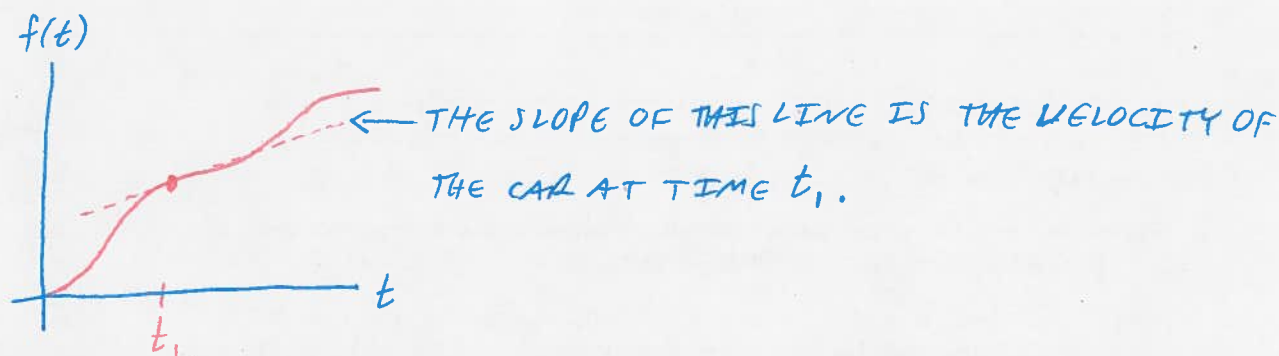 f(t)
THE SLOPE OF THIS LINE IS THE VELOCITY OF
THE CAR AT TIME t₁.
t
t₁